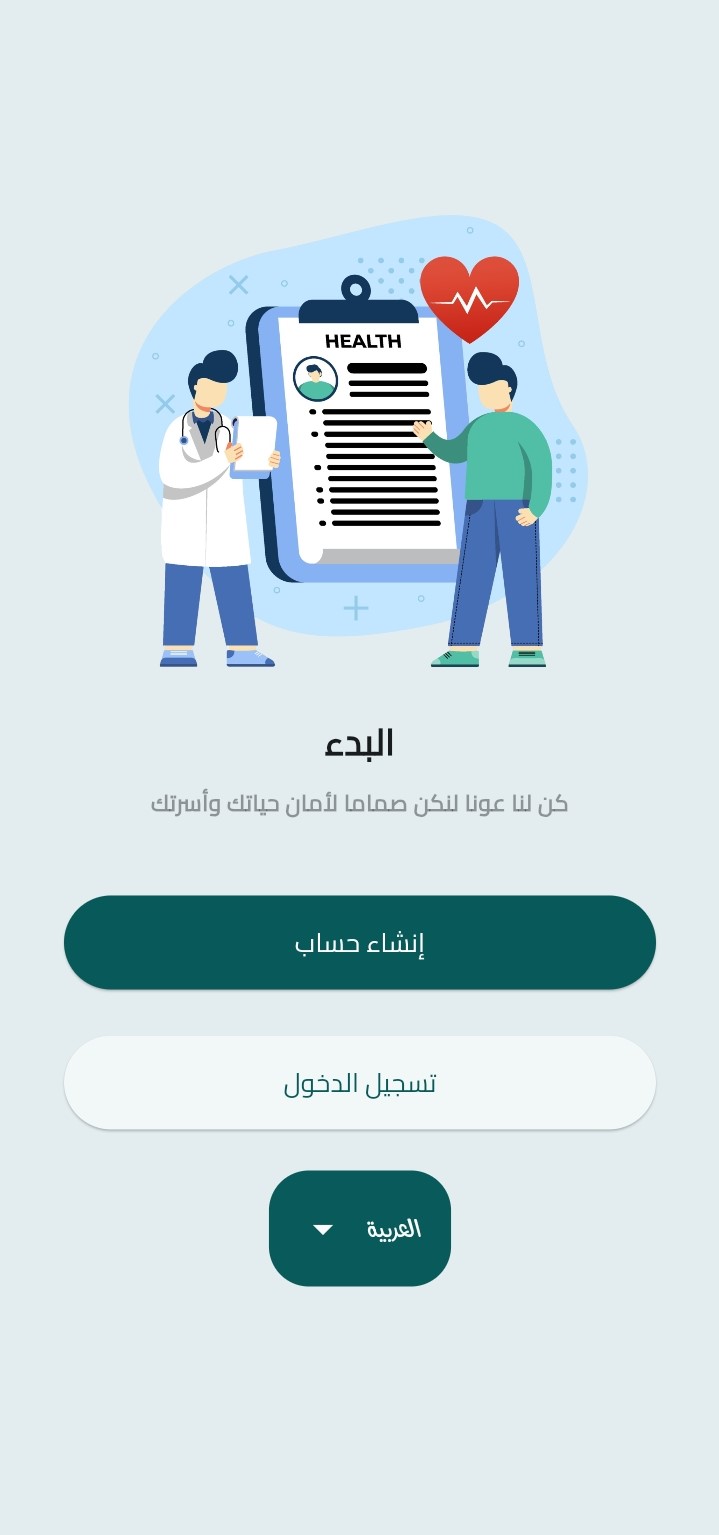 HEALTH
البدء
كن لنا عونا لنكن صماما لأمان حياتك وأسرتك
إنشاء حساب
تسجيل الدخول
العربية